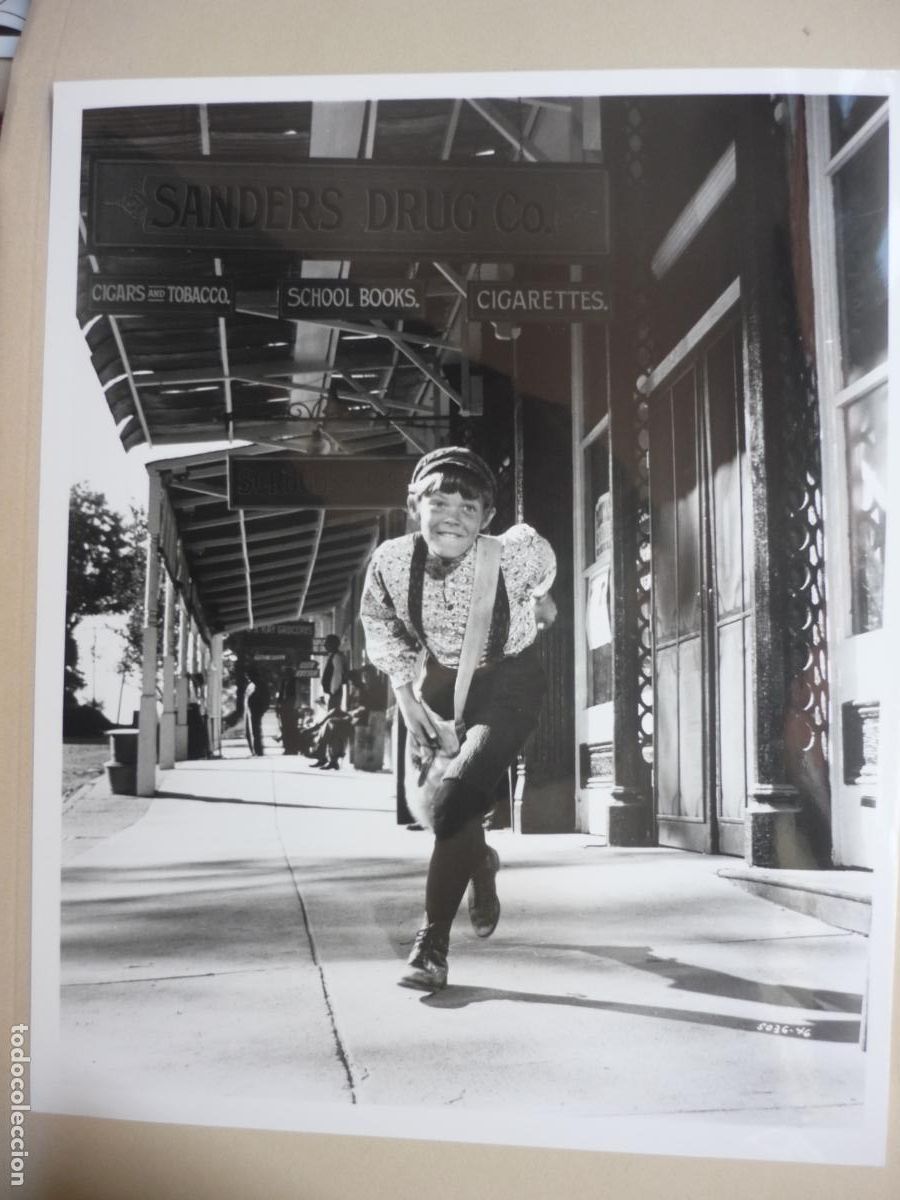 SANDERS DRUG CO.
CIGARS AND TOBACCO.
SCHOOL BOOKS.
CIGARETTES.
5036-46
todocoleccion